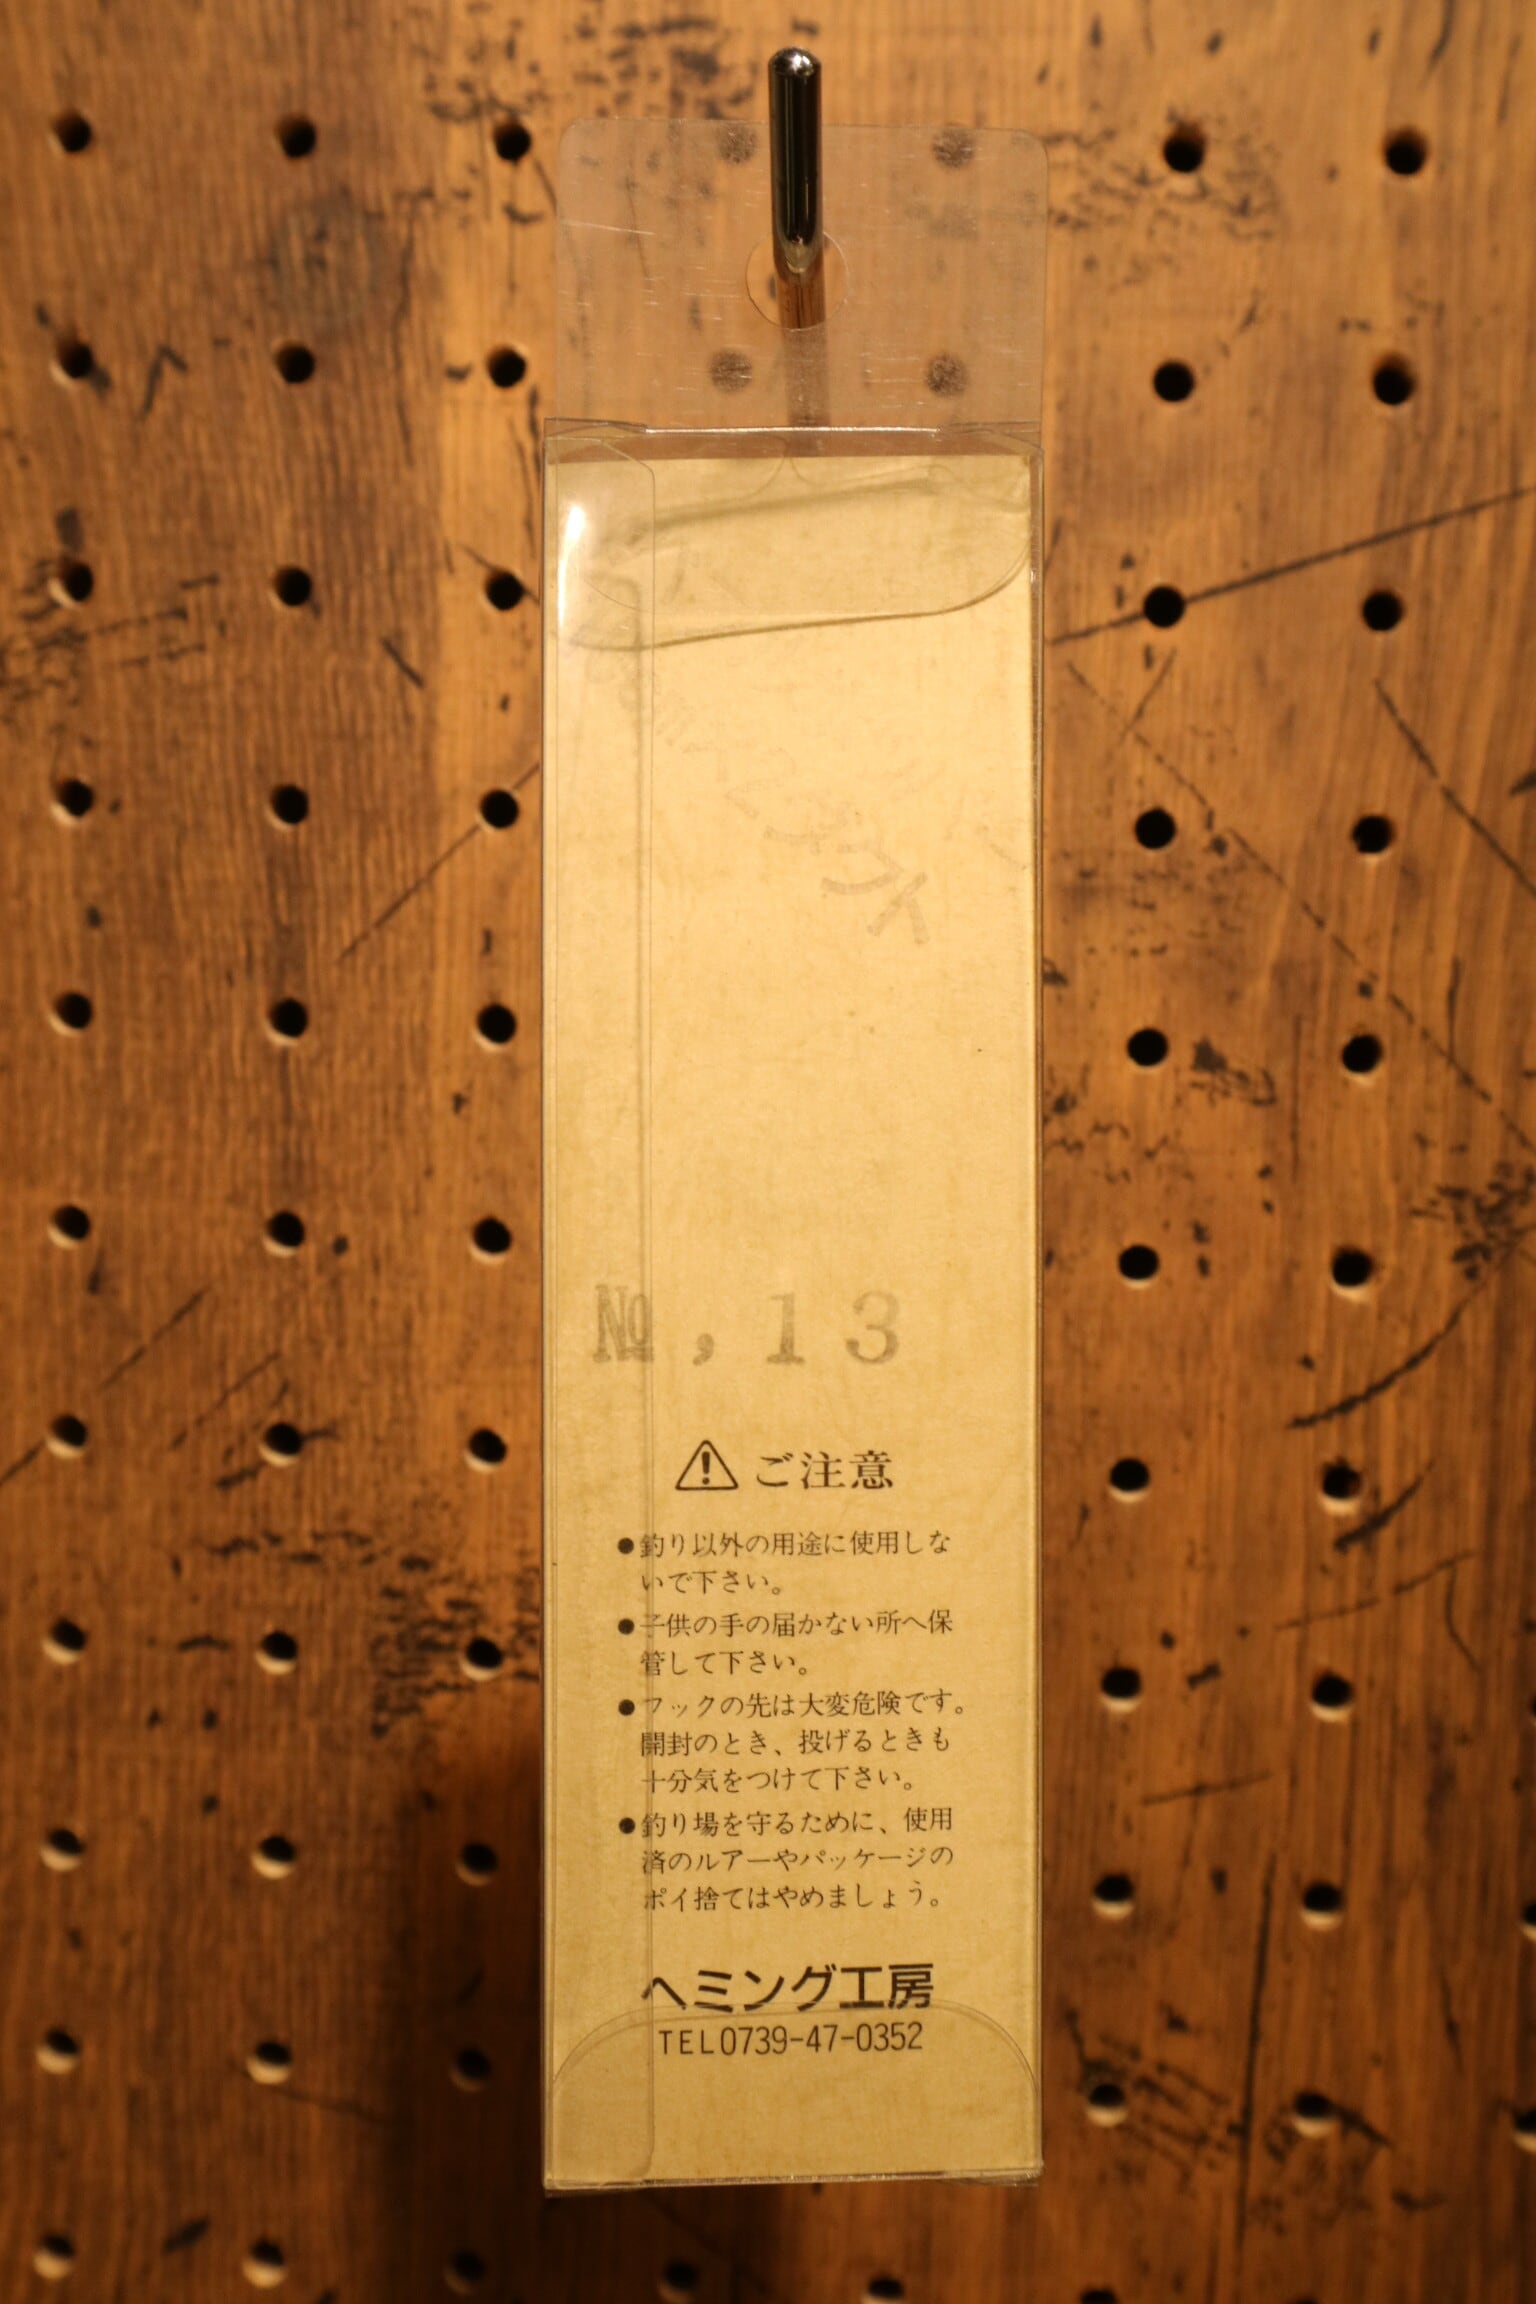 №,13
ご注意
●釣り以外の用途に使用しな
いで下さい。
●子供の手の届かない所へ保
管して下さい。
●フックの先は大変危険です。
開封のとき、投げるときも
十分気をつけて下さい。
●釣り場を守るために、使用
済のルアーやパッケージの
ポイ捨てはやめましょう。
ヘミング工房
TEL0739-47-0352